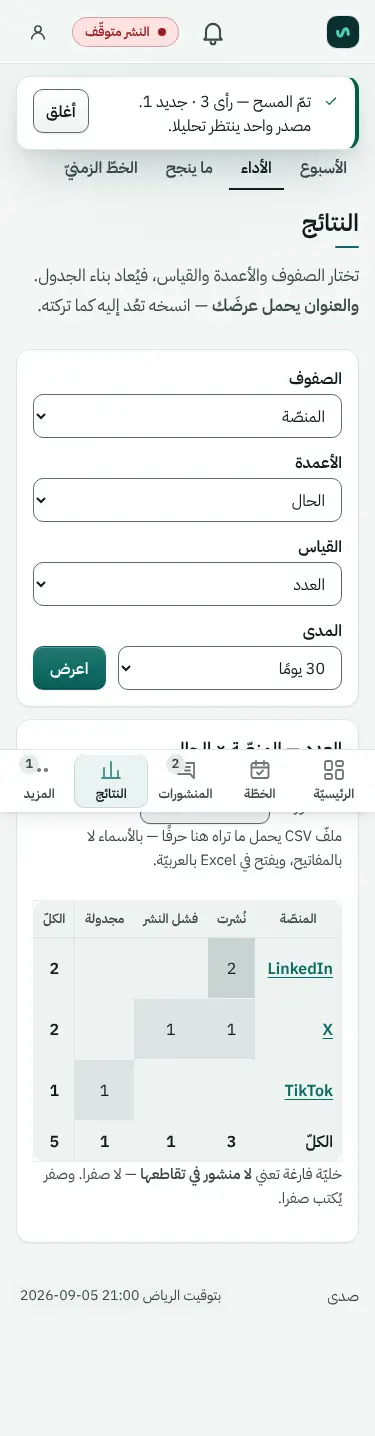 النشر متوقّف
تمّ المسح — رأى 3 · جديد 1.
مصدر واحد ينتظر تحليلا.
أغلق
الأسبوع
الأداء
ما ينجح
الخطّ الزمنيّ
النتائج
تختار الصفوف والأعمدة والقياس، فيُعاد بناء الجدول.
والعنوان يحمل عرضَك — انسخه تعُد إليه كما تركته.
الصفوف
المنصّة
الأعمدة
الحال
القياس
العدد
المدى
30 يومًا
اعرض
العدد — المنصّة × الحال
الرئيسيّة
الخطّة
2
المنشورات
النتائج
1
المزيد
ملفّ CSV يحمل ما تراه هنا حرفًا — بالأسماء لا
بالمفاتيح، ويفتح في Excel بالعربيّة.
المنصّة نُشرت فشل النشر مجدولة الكلّ
LinkedIn 2 2
X 1 1 2
TikTok 1 1
الكلّ 3 1 1 5
خليّة فارغة تعني لا منشور في تقاطعها — لا صفرا. وصفر
يُكتب صفرا.
صدى
2026-09-05 21:00 بتوقيت الرياض